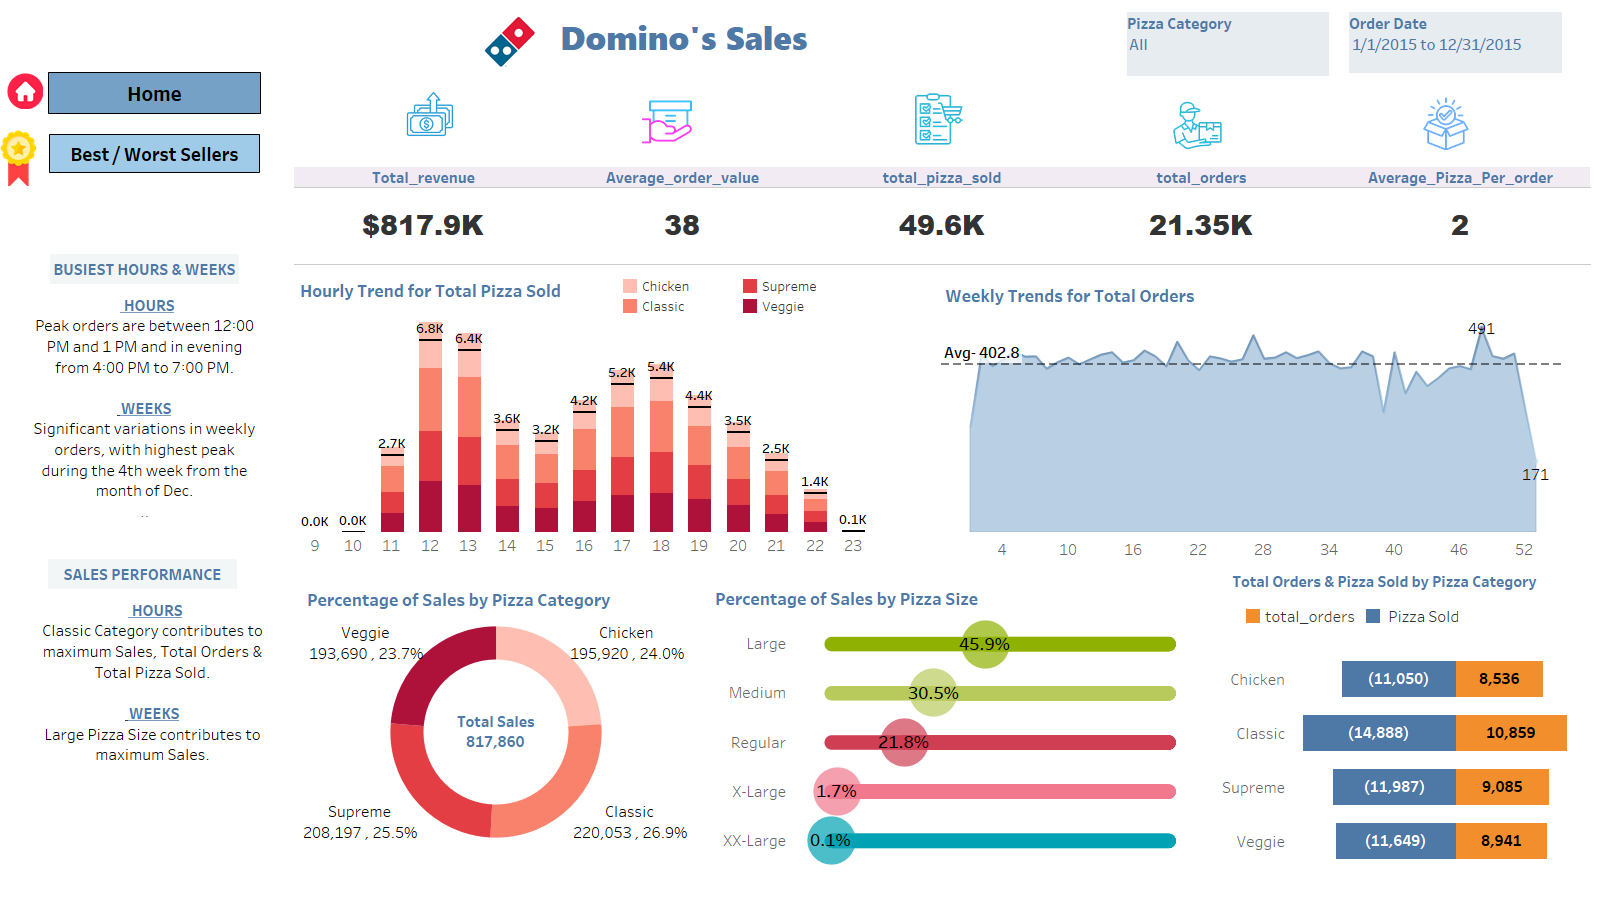 Domino's Sales
Pizza Category
All
Order Date
1/1/2015 to 12/31/2015
Home
Best / Worst Sellers
Total_revenue
Average_order_value
total_pizza_sold
total_orders
Average_Pizza_Per_order
$817.9K
38
49.6K
21.35K
2
BUSIEST HOURS & WEEKS
HOURS
Peak orders are between 12:00
PM and 1 PM and in evening
from 4:00 PM to 7:00 PM.
WEEKS
Significant variations in weekly
orders, with highest peak
during the 4th week from the
month of Dec.
..
SALES PERFORMANCE
HOURS
Classic Category contributes to
maximum Sales, Total Orders &
Total Pizza Sold.
WEEKS
Large Pizza Size contributes to
maximum Sales.
Hourly Trend for Total Pizza Sold
Chicken
Supreme
Classic
Veggie
0.0K
0.0K
2.7K
6.8K
6.4K
3.6K
3.2K
4.2K
5.2K
5.4K
4.4K
3.5K
2.5K
1.4K
0.1K
9 10 11 12 13 14 15 16 17 18 19 20 21 22 23
Weekly Trends for Total Orders
Avg- 402.8
491
171
4 10 16 22 28 34 40 46 52
Percentage of Sales by Pizza Category
Veggie
193,690 , 23.7%
Chicken
195,920 , 24.0%
Total Sales
817,860
Supreme
208,197 , 25.5%
Classic
220,053 , 26.9%
Percentage of Sales by Pizza Size
Large
45.9%
Medium
30.5%
Regular
21.8%
X-Large
1.7%
XX-Large
0.1%
Total Orders & Pizza Sold by Pizza Category
total_orders
Pizza Sold
Chicken
(11,050)
8,536
Classic
(14,888)
10,859
Supreme
(11,987)
9,085
Veggie
(11,649)
8,941